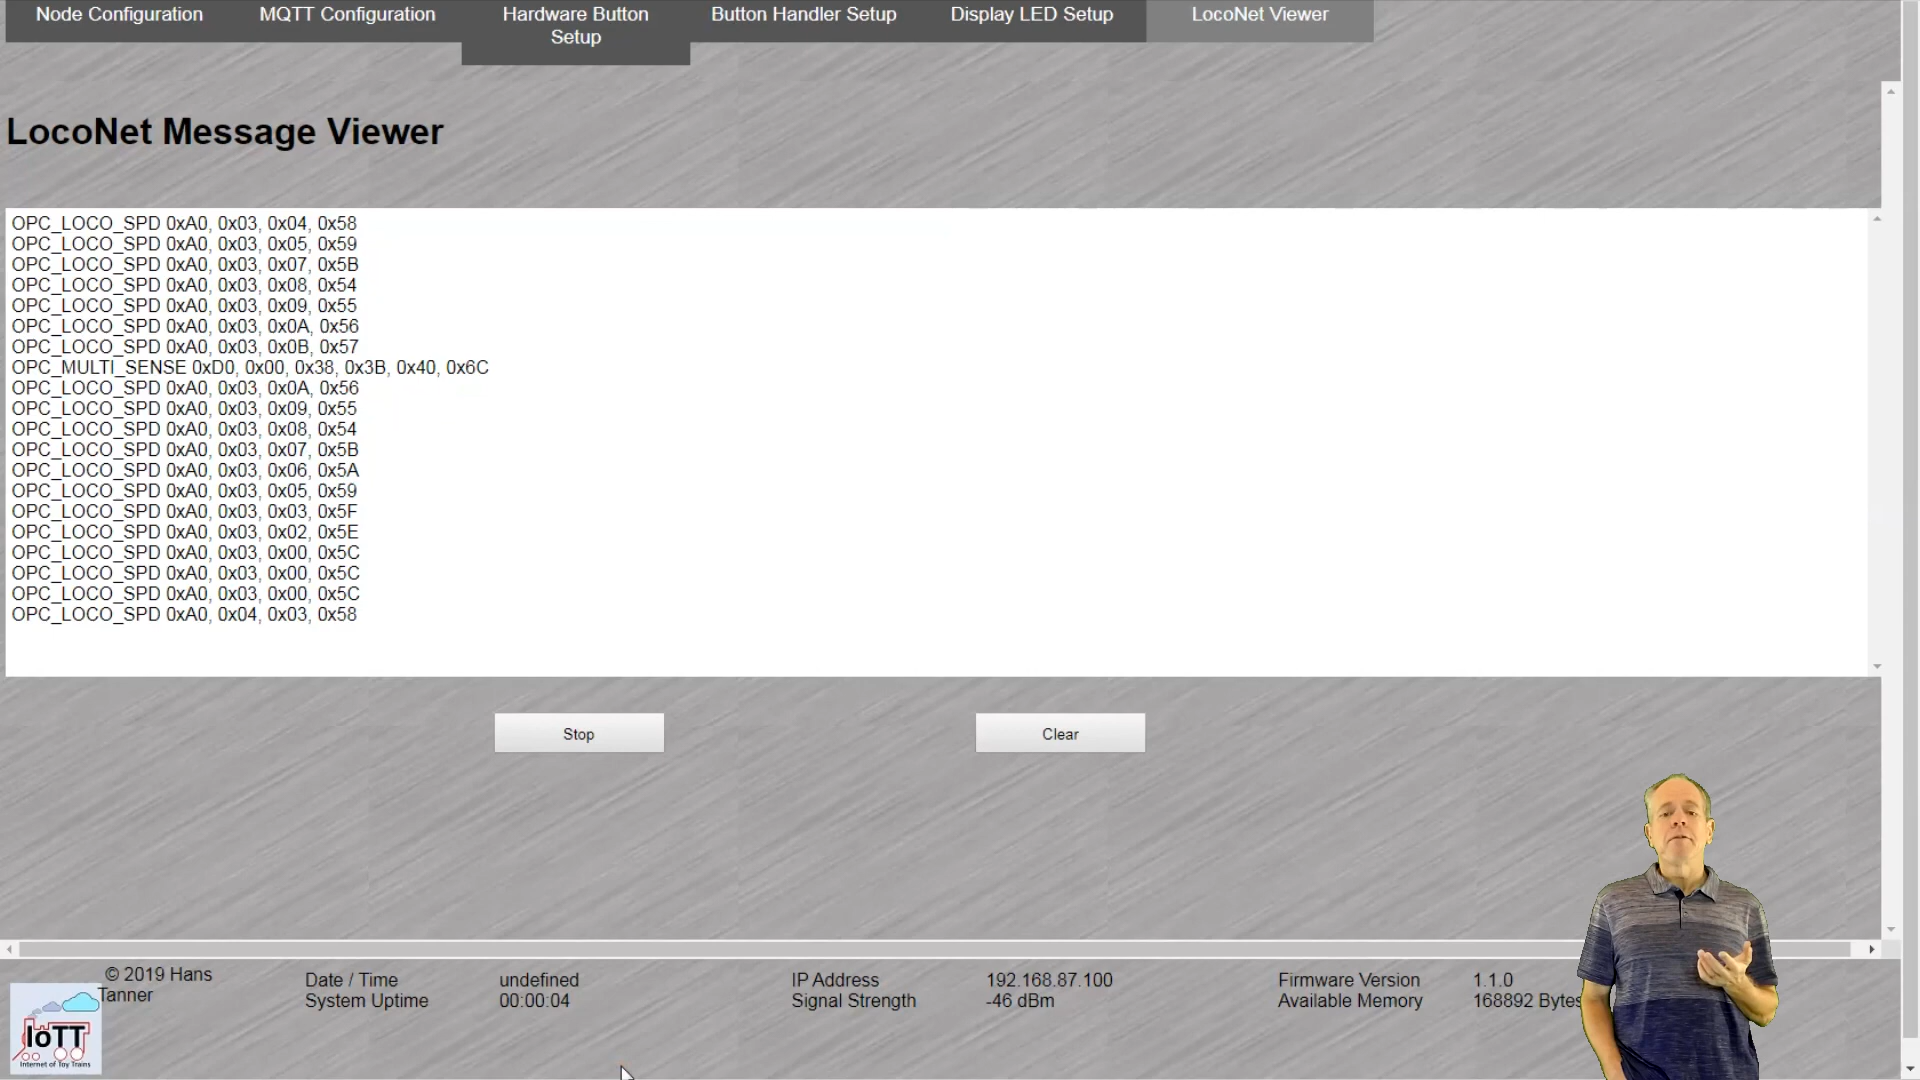 Node Configuration
MQTT Configuration
Hardware Button
Setup
Button Handler Setup
Display LED Setup
LocoNet Viewer
LocoNet Message Viewer
OPC_LOCO_SPD 0xA0, 0x03, 0x04, 0x58
OPC_LOCO_SPD 0xA0, 0x03, 0x05, 0x59
OPC_LOCO_SPD 0xA0, 0x03, 0x07, 0x5B
OPC_LOCO_SPD 0xA0, 0x03, 0x08, 0x54
OPC_LOCO_SPD 0xA0, 0x03, 0x09, 0x55
OPC_LOCO_SPD 0xA0, 0x03, 0x0A, 0x56
OPC_LOCO_SPD 0xA0, 0x03, 0x0B, 0x57
OPC_MULTI_SENSE 0xD0, 0x00, 0x38, 0x3B, 0x40, 0x6C
OPC_LOCO_SPD 0xA0, 0x03, 0x0A, 0x56
OPC_LOCO_SPD 0xA0, 0x03, 0x09, 0x55
OPC_LOCO_SPD 0xA0, 0x03, 0x08, 0x54
OPC_LOCO_SPD 0xA0, 0x03, 0x07, 0x5B
OPC_LOCO_SPD 0xA0, 0x03, 0x06, 0x5A
OPC_LOCO_SPD 0xA0, 0x03, 0x05, 0x59
OPC_LOCO_SPD 0xA0, 0x03, 0x03, 0x5F
OPC_LOCO_SPD 0xA0, 0x03, 0x02, 0x5E
OPC_LOCO_SPD 0xA0, 0x03, 0x00, 0x5C
OPC_LOCO_SPD 0xA0, 0x03, 0x00, 0x5C
OPC_LOCO_SPD 0xA0, 0x03, 0x00, 0x5C
OPC_LOCO_SPD 0xA0, 0x04, 0x03, 0x58
Stop
Clear
© 2019 Hans
Tanner
IoTT
Internet of Toy Trains
Date / Time undefined
System Uptime 00:00:04
IP Address 192.168.87.100
Signal Strength -46 dBm
Firmware Version 1.1.0
Available Memory 168892 Bytes